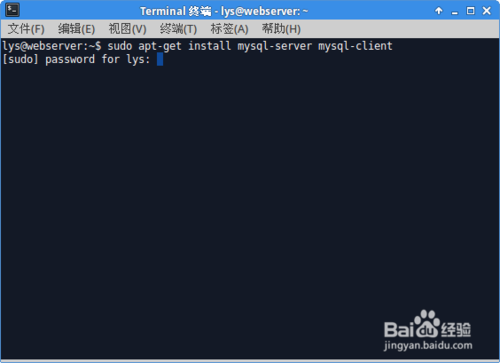 Terminal 终端 - lys@webserver: ~
文件(F) 编辑(E) 视图(V) 终端(T) 标签(A) 帮助(H)
lys@webserver:~$ sudo apt-get install mysql-server mysql-client
[sudo] password for lys:
Bai 经验
jingyan.baidu.com